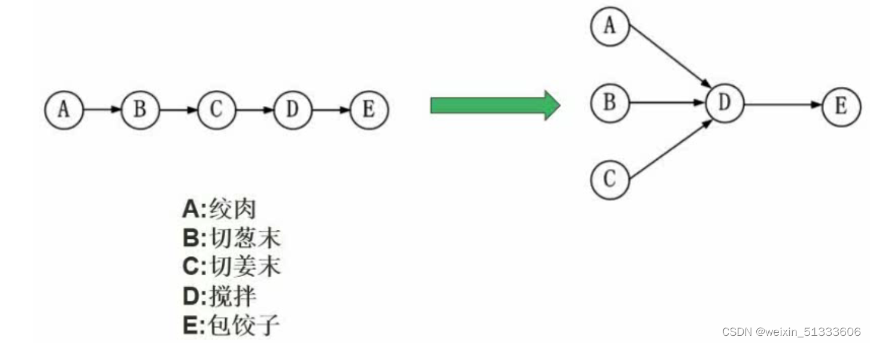 A
A B C D E
B D E
C
A:绞肉
B:切葱末
C:切姜末
D:搅拌
E:包饺子
CSDN @weixin_51333606